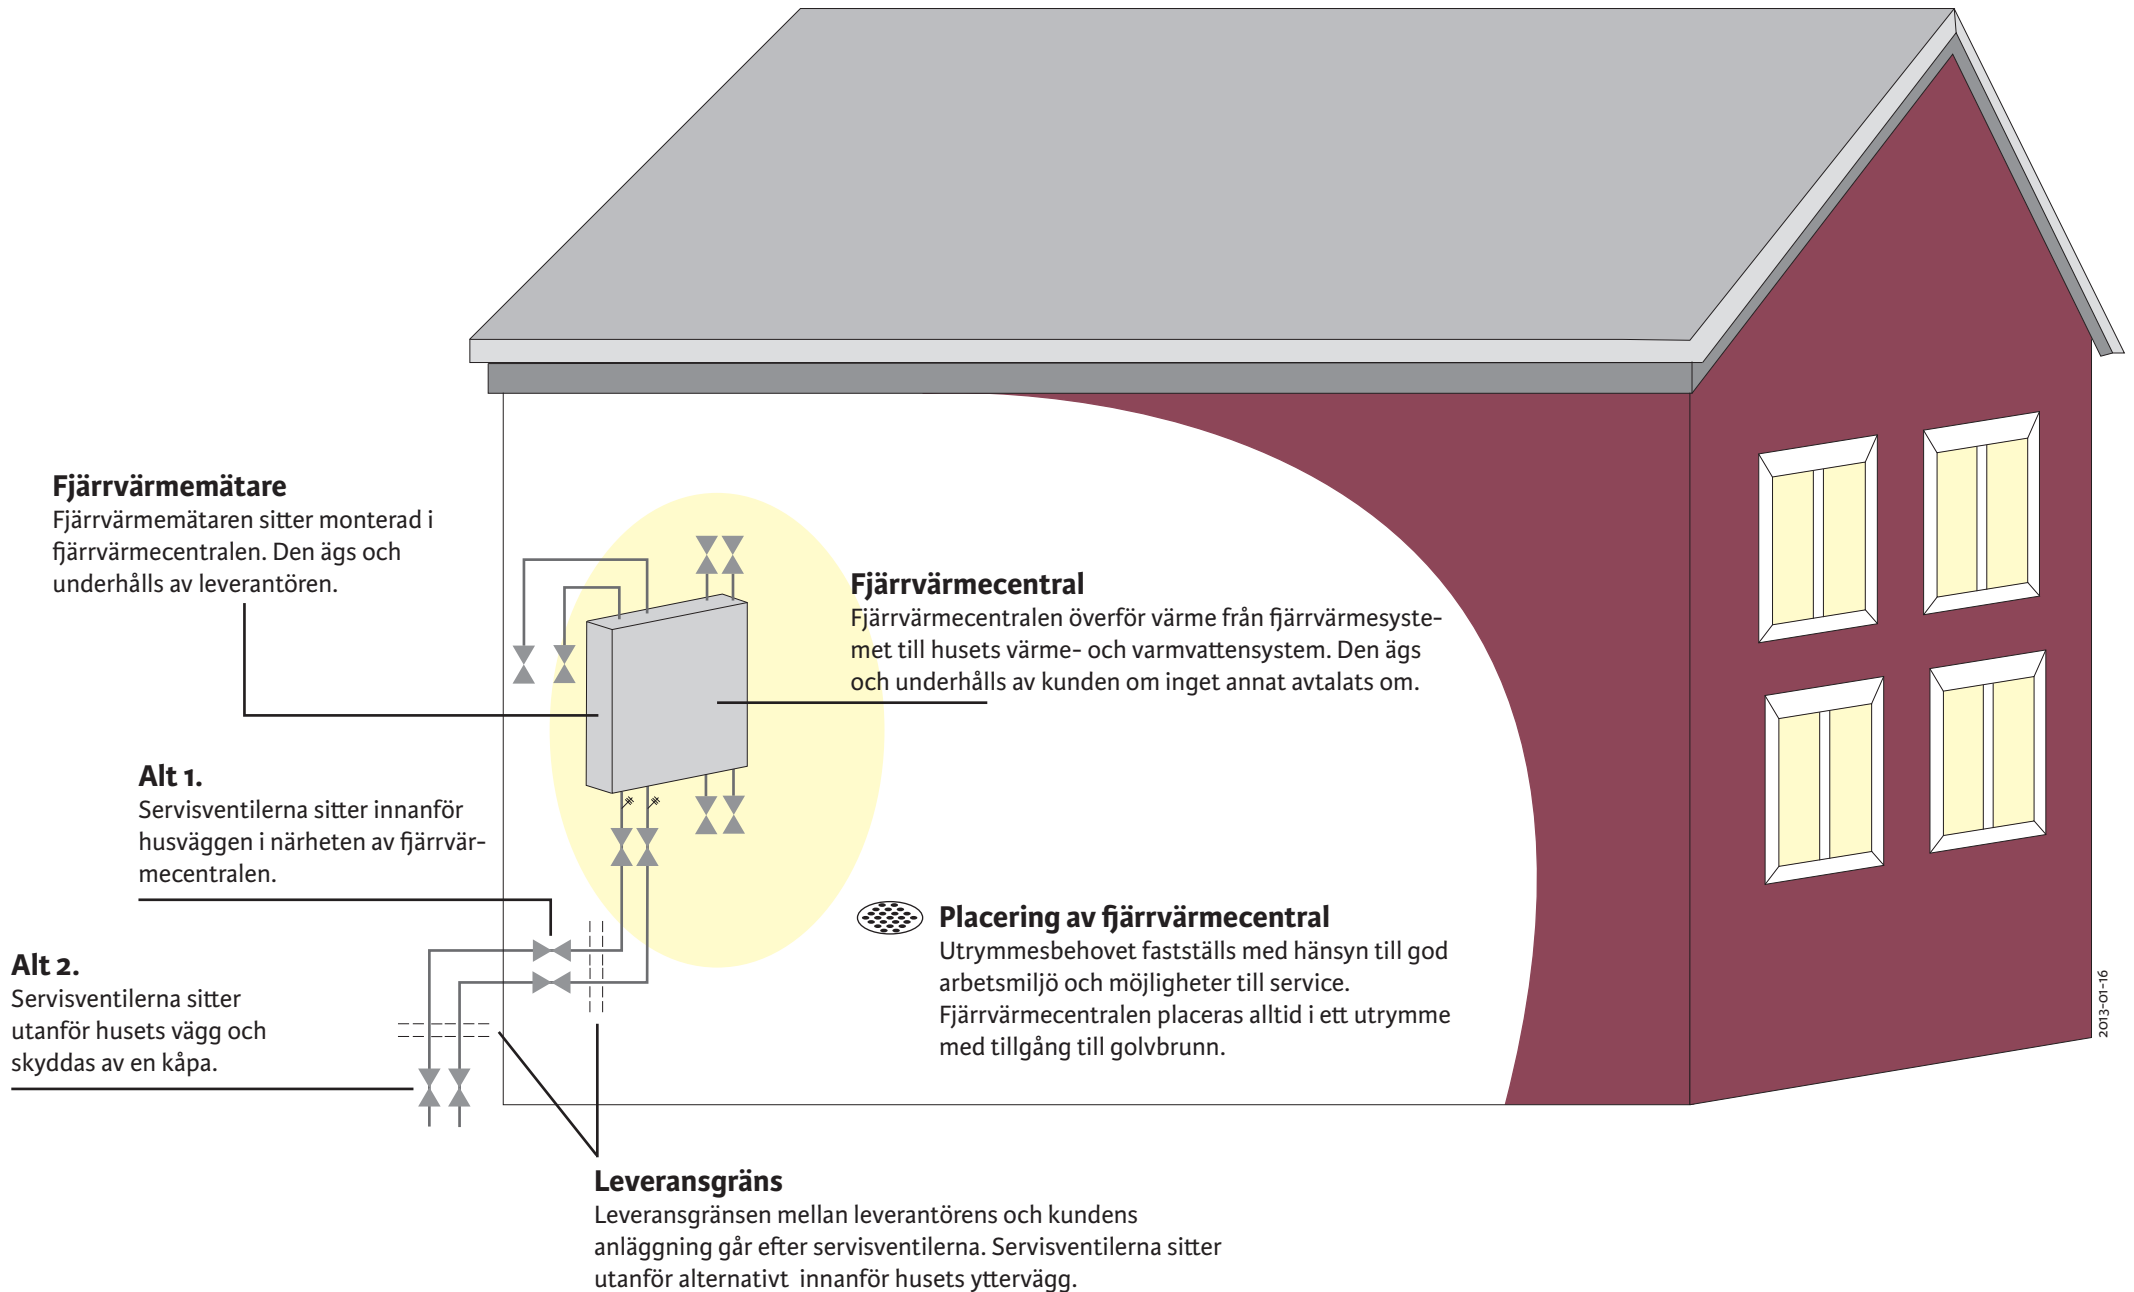 Fjärrvärmemätare
Fjärrvärmemätaren sitter monterad i
fjärrvärmecentralen. Den ägs och
underhålls av leverantören.
Fjärrvärmecentral
Fjärrvärmecentralen överför värme från fjärrvärmesyste-
met till husets värme- och varmvattensystem. Den ägs
och underhålls av kunden om inget annat avtalats om.
Alt 1.
Servisventilerna sitter innanför
husväggen i närheten av fjärrvär-
mecentralen.
Alt 2.
Servisventilerna sitter
utanför husets vägg och
skyddas av en kåpa.
Placering av fjärrvärmecentral
Utrymmesbehovet fastställs med hänsyn till god
arbetsmiljö och möjligheter till service.
Fjärrvärmecentralen placeras alltid i ett utrymme
med tillgång till golvbrunn.
2013-01-16
Leveransgräns
Leveransgränsen mellan leverantörens och kundens
anläggning går efter servisventilerna. Servisventilerna sitter
utanför alternativt innanför husets yttervägg.